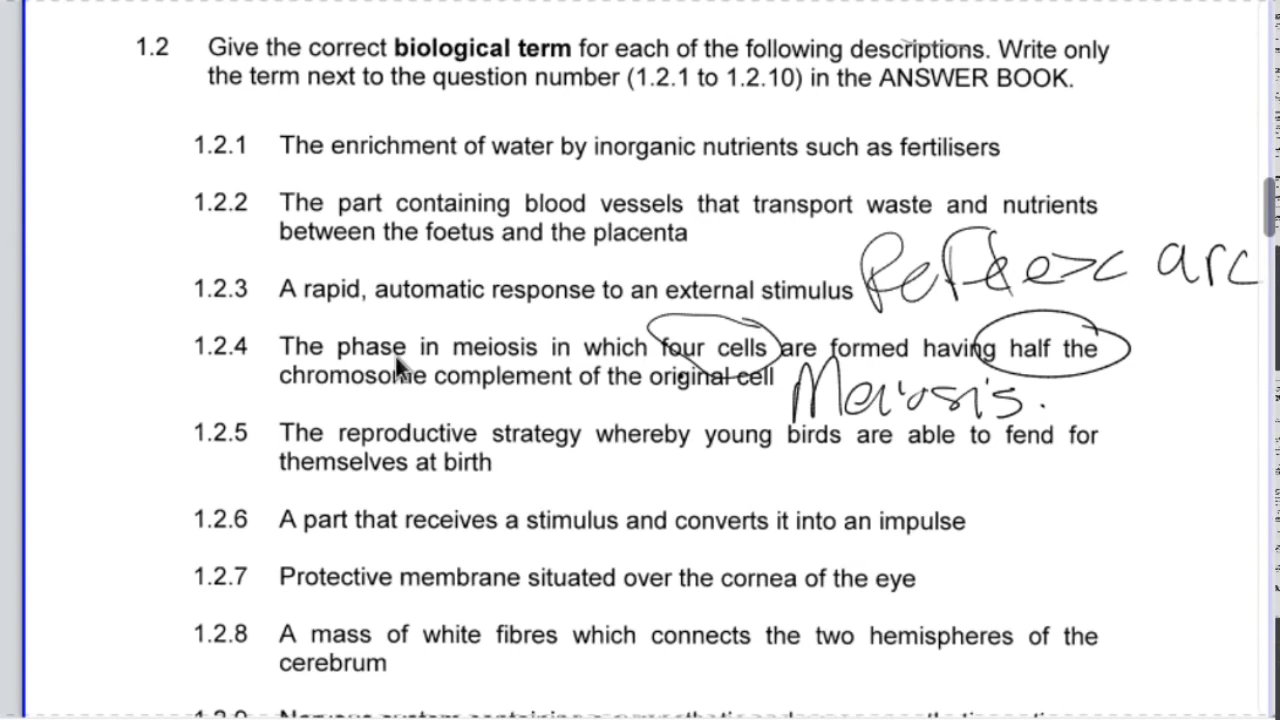 1.2 Give the correct biological term for each of the following descriptions. Write only
the term next to the question number (1.2.1 to 1.2.10) in the ANSWER BOOK.
1.2.1 The enrichment of water by inorganic nutrients such as fertilisers
1.2.2 The part containing blood vessels that transport waste and nutrients
between the foetus and the placenta
1.2.3 A rapid, automatic response to an external stimulus
Reflex arc
1.2.4 The phase in meiosis in which four cells are formed having half the
chromosome complement of the original cell
Meiosis.
1.2.5 The reproductive strategy whereby young birds are able to fend for
themselves at birth
1.2.6 A part that receives a stimulus and converts it into an impulse
1.2.7 Protective membrane situated over the cornea of the eye
1.2.8 A mass of white fibres which connects the two hemispheres of the
cerebrum